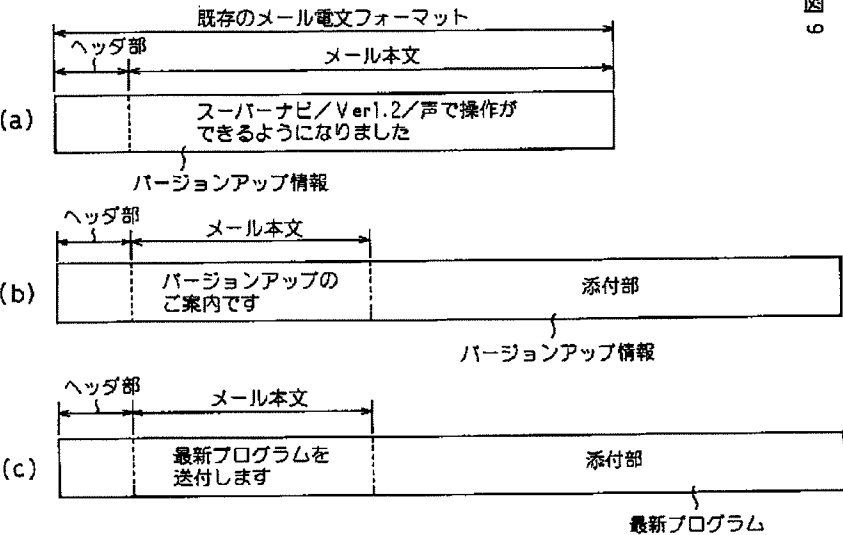 6図
既存のメール電文フォーマット
ヘッダ部
メール本文
(a)
スーパーナビ/Ver1.2/声で操作が
できるようになりました
バージョンアップ情報
ヘッダ部
メール本文
(b)
バージョンアップの
ご案内です
添付部
バージョンアップ情報
ヘッダ部
メール本文
(c)
最新プログラムを
送付します
添付部
最新プログラム